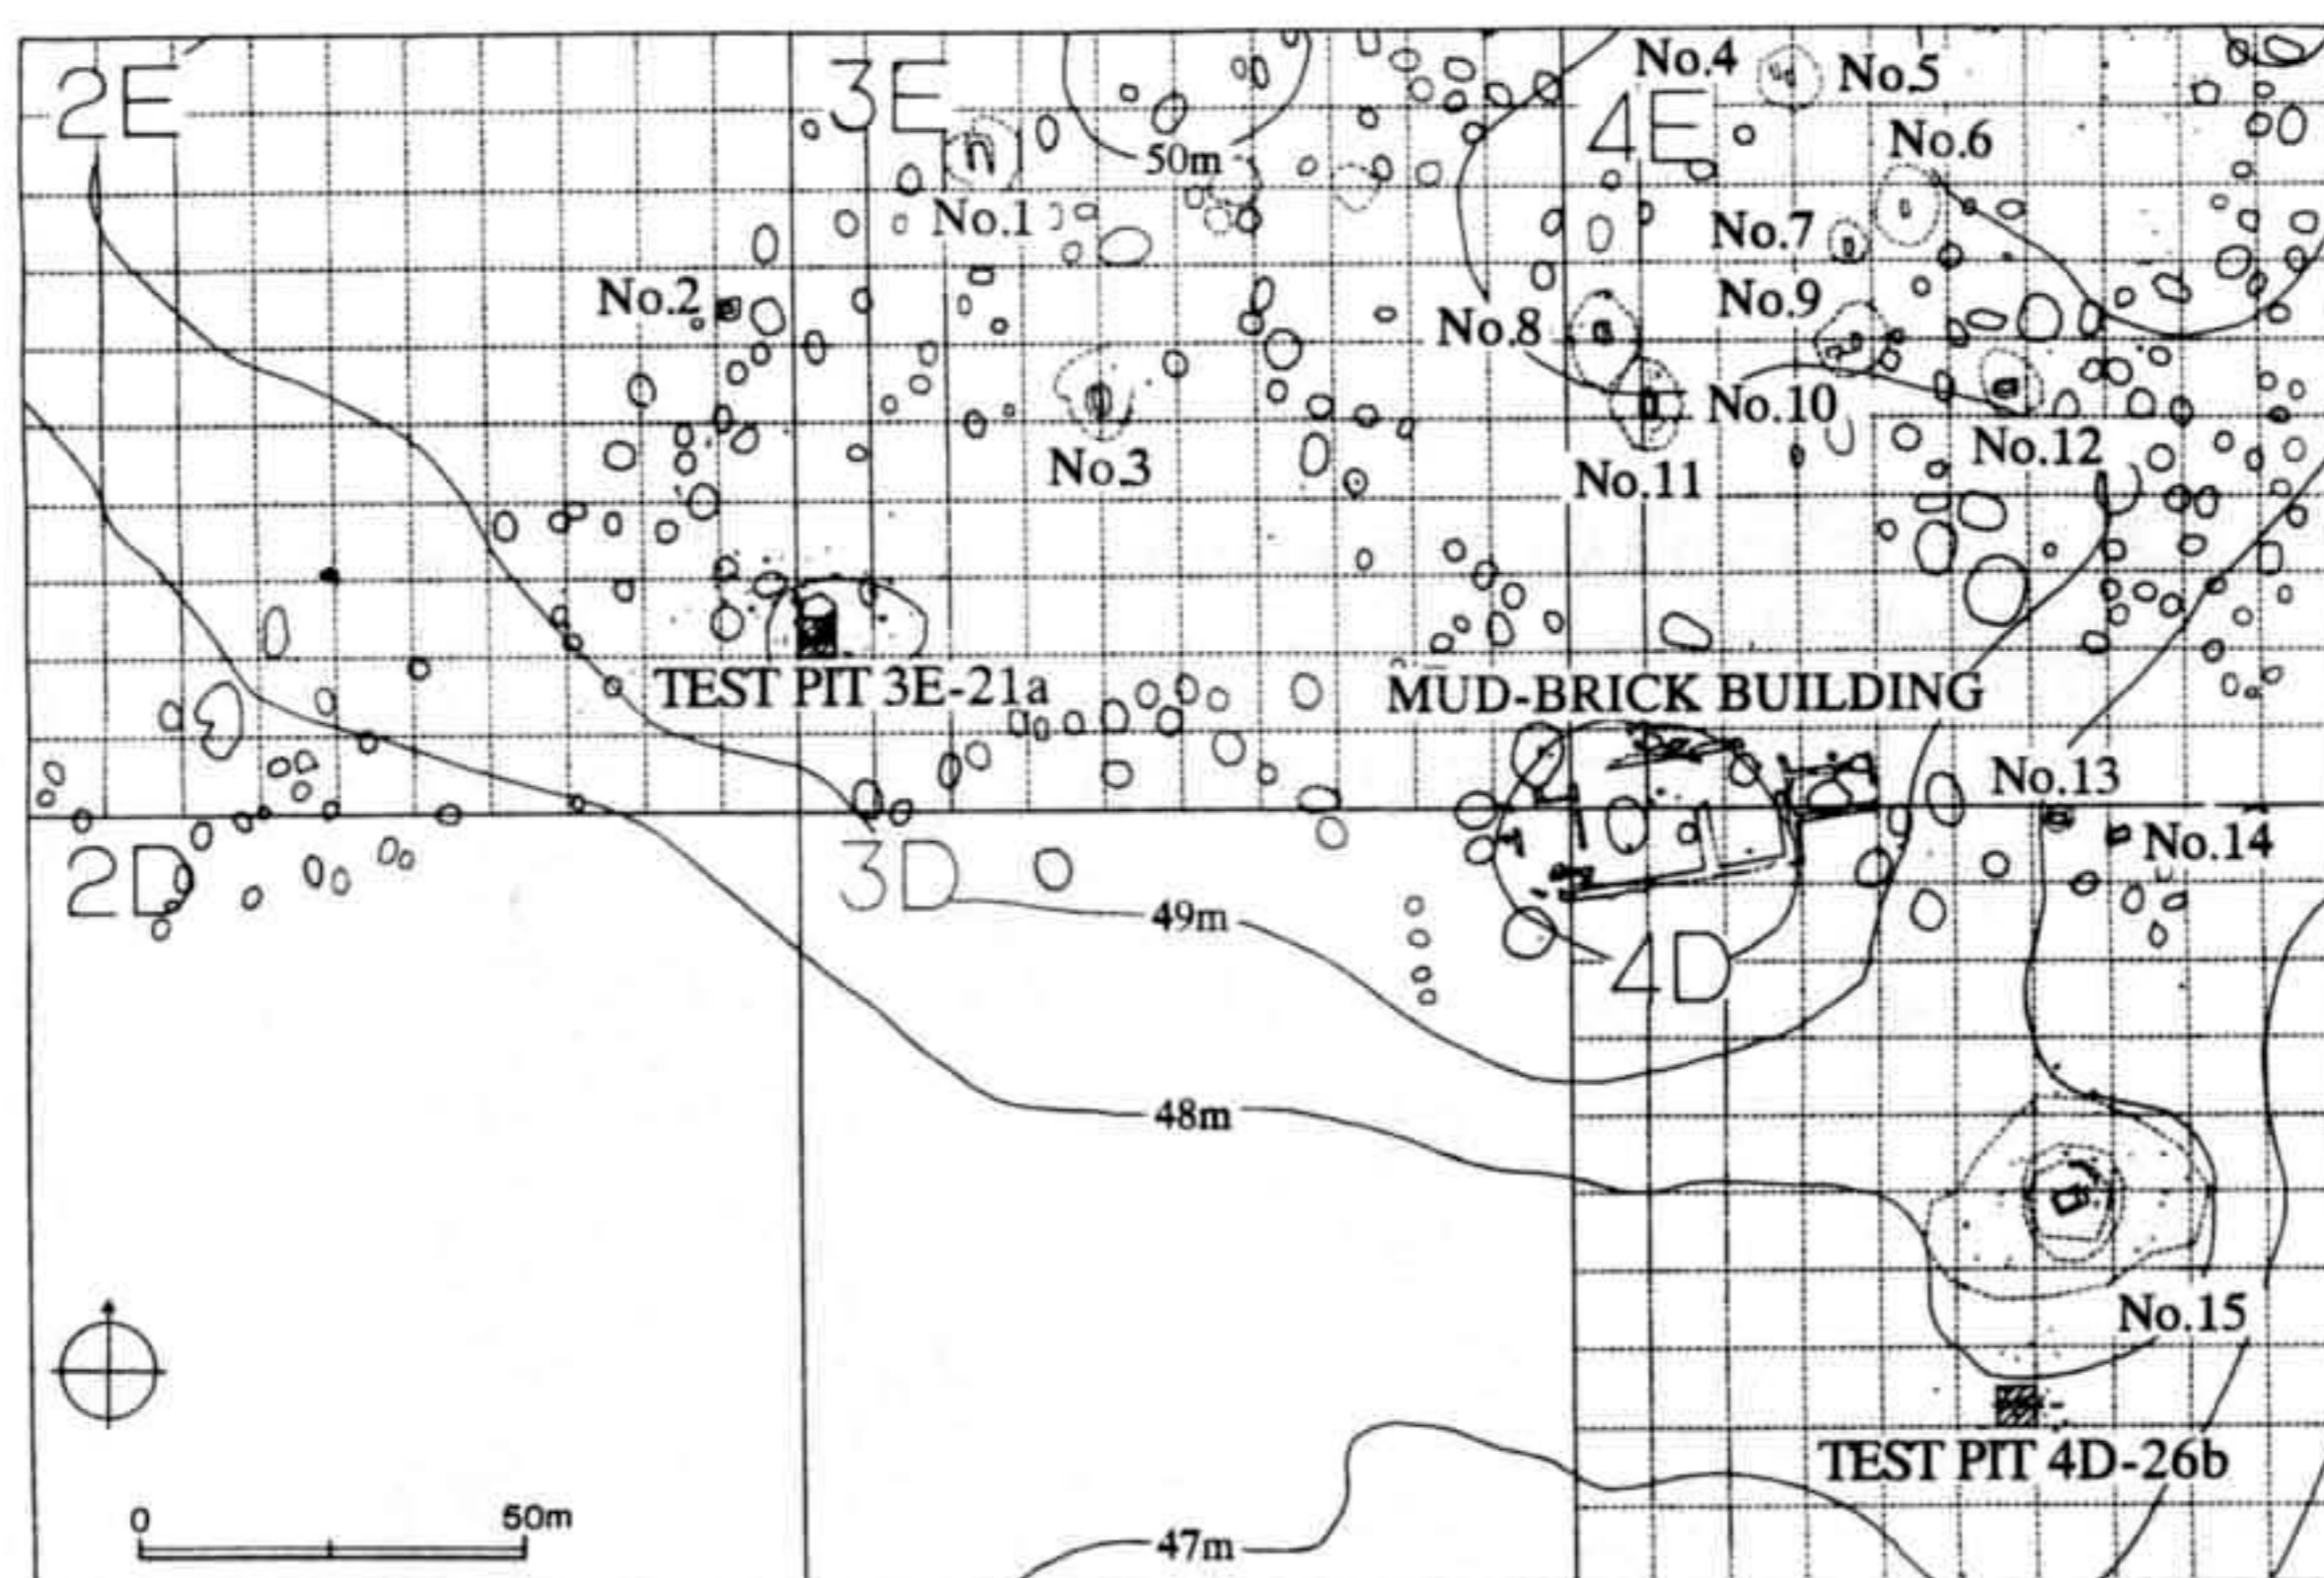 2E
3E
No.4
No.5
4E
No.6
50m
No.1
No.7
No.2
No.8
No.9
No.10
No.3
No.11
No.12
TEST PIT 3E-21a
MUD-BRICK BUILDING
No.13
No.14
2D
3D
49m
4D
48m
No.15
TEST PIT 4D-26b
0
50m
47m